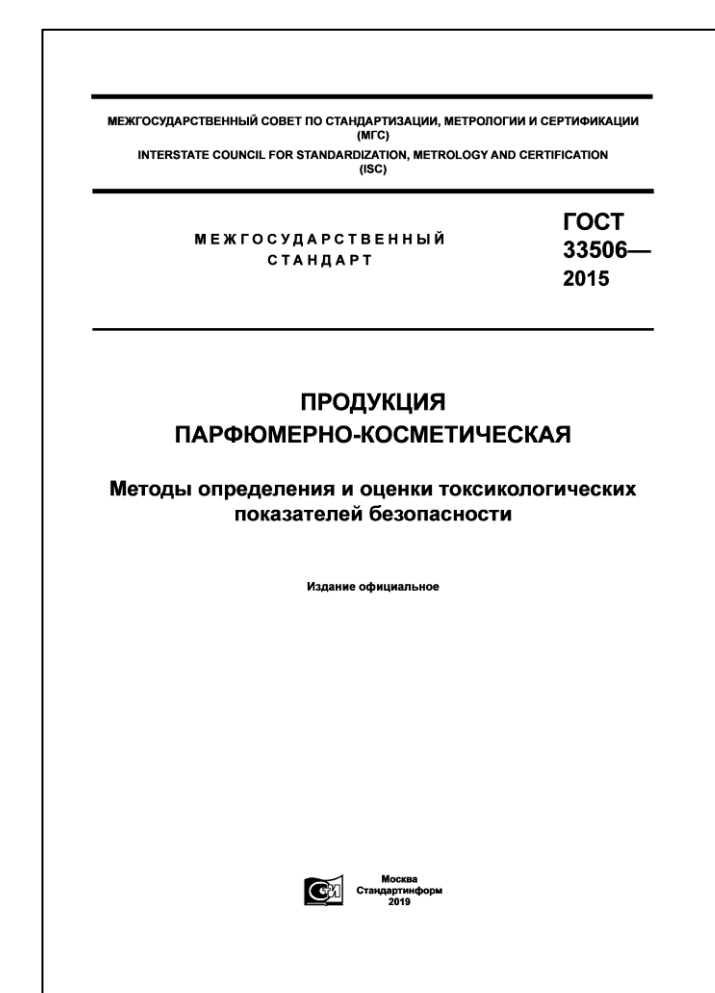 МЕЖГОСУДАРСТВЕННЫЙ СОВЕТ ПО СТАНДАРТИЗАЦИИ, МЕТРОЛОГИИ И СЕРТИФИКАЦИИ
(МГС)
INTERSTATE COUNCIL FOR STANDARDIZATION, METROLOGY AND CERTIFICATION
(ISC)
МЕЖГОСУДАРСТВЕННЫЙ
СТАНДАРТ
ГОСТ
33506—
2015
ПРОДУКЦИЯ
ПАРФЮМЕРНО-КОСМЕТИЧЕСКАЯ
Методы определения и оценки токсикологических
показателей безопасности
Издание официальное
Москва
Стандартинформ
2019